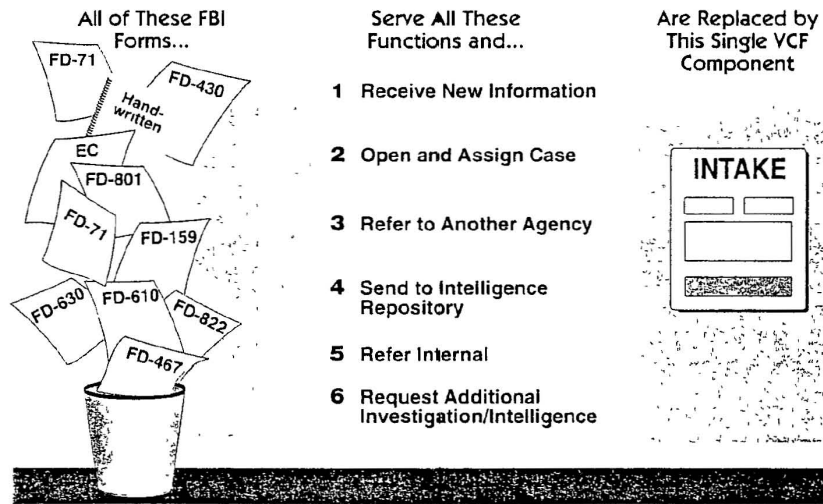 All of These FBI
Forms...
FD-71
FD-430
Hand-
written
EC
FD-801
FD-71
FD-159
FD-630
FD-610
FD-822
FD-467
Serve All These
Functions and...
1 Receive New Information
2 Open and Assign Case
3 Refer to Another Agency
4 Send to Intelligence
Repository
5 Refer Internal
6 Request Additional
Investigation/Intelligence
Are Replaced by
This Single VCF
Component
INTAKE